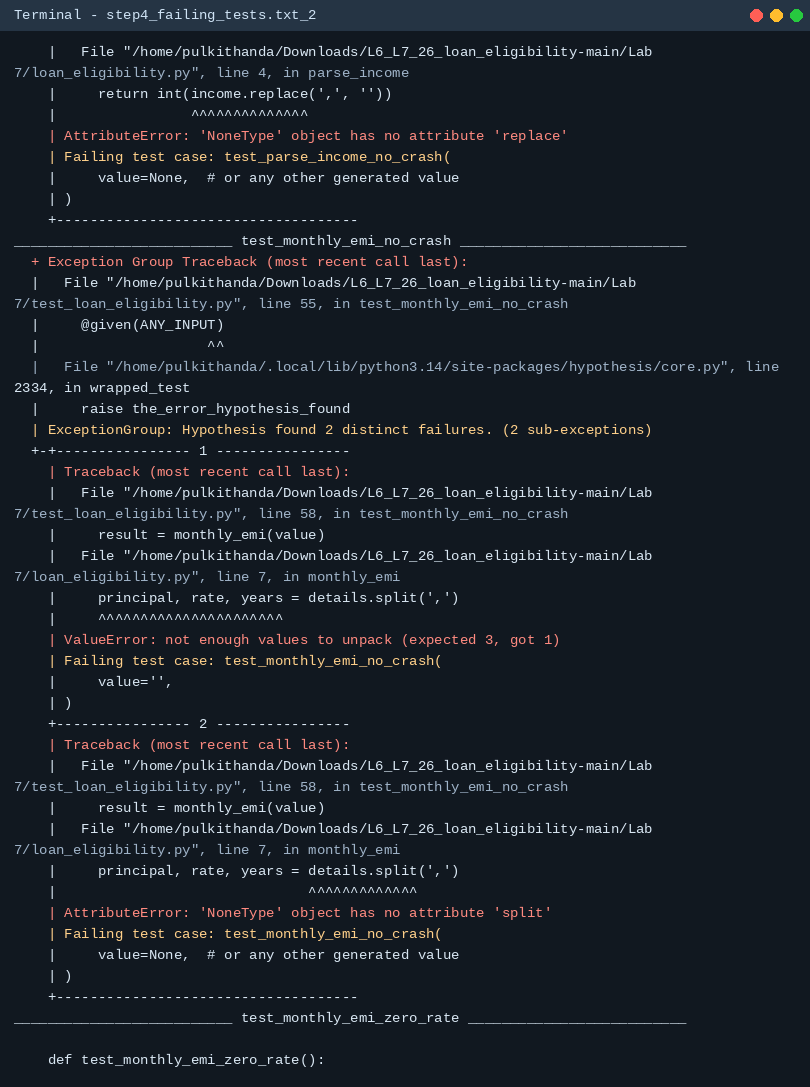 Terminal - step4_failing_tests.txt_2
    |   File "/home/pulkithanda/Downloads/L6_L7_26_loan_eligibility-main/Lab
7/loan_eligibility.py", line 4, in parse_income
    |     return int(income.replace(',', ''))
    |                ^^^^^^^^^^^^^^
    | AttributeError: 'NoneType' object has no attribute 'replace'
    | Failing test case: test_parse_income_no_crash(
    |     value=None,  # or any other generated value
    | )
    +------------------------------------
__________________________ test_monthly_emi_no_crash ___________________________
  + Exception Group Traceback (most recent call last):
  |   File "/home/pulkithanda/Downloads/L6_L7_26_loan_eligibility-main/Lab
7/test_loan_eligibility.py", line 55, in test_monthly_emi_no_crash
  |     @given(ANY_INPUT)
  |                    ^^
  |   File "/home/pulkithanda/.local/lib/python3.14/site-packages/hypothesis/core.py", line
2334, in wrapped_test
  |     raise the_error_hypothesis_found
  | ExceptionGroup: Hypothesis found 2 distinct failures. (2 sub-exceptions)
  +-+---------------- 1 ----------------
    | Traceback (most recent call last):
    |   File "/home/pulkithanda/Downloads/L6_L7_26_loan_eligibility-main/Lab
7/test_loan_eligibility.py", line 58, in test_monthly_emi_no_crash
    |     result = monthly_emi(value)
    |   File "/home/pulkithanda/Downloads/L6_L7_26_loan_eligibility-main/Lab
7/loan_eligibility.py", line 7, in monthly_emi
    |     principal, rate, years = details.split(',')
    |     ^^^^^^^^^^^^^^^^^^^^^^
    | ValueError: not enough values to unpack (expected 3, got 1)
    | Failing test case: test_monthly_emi_no_crash(
    |     value='',
    | )
    +---------------- 2 ----------------
    | Traceback (most recent call last):
    |   File "/home/pulkithanda/Downloads/L6_L7_26_loan_eligibility-main/Lab
7/test_loan_eligibility.py", line 58, in test_monthly_emi_no_crash
    |     result = monthly_emi(value)
    |   File "/home/pulkithanda/Downloads/L6_L7_26_loan_eligibility-main/Lab
7/loan_eligibility.py", line 7, in monthly_emi
    |     principal, rate, years = details.split(',')
    |                              ^^^^^^^^^^^^^
    | AttributeError: 'NoneType' object has no attribute 'split'
    | Failing test case: test_monthly_emi_no_crash(
    |     value=None,  # or any other generated value
    | )
    +------------------------------------
__________________________ test_monthly_emi_zero_rate __________________________
    def test_monthly_emi_zero_rate():